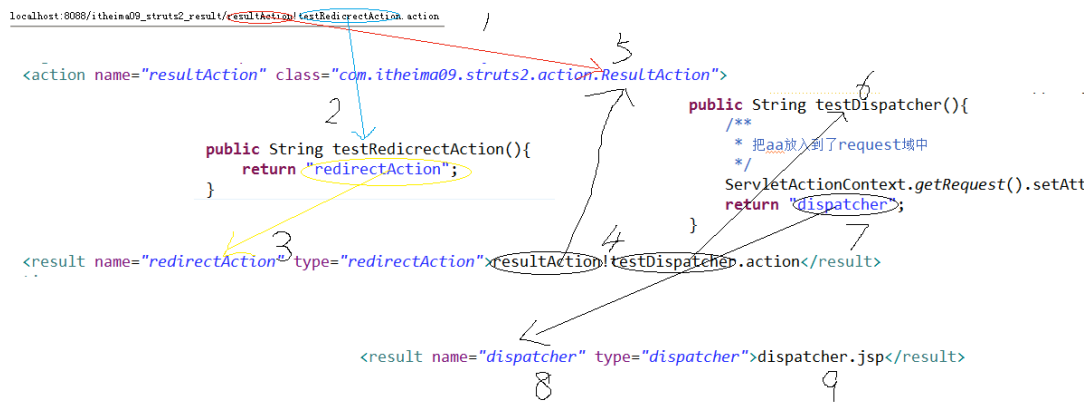 localhost:8088/itheima09_struts2_result/resultAction!testRedicrectAction.action
1
5
<action name="resultAction" class="com.itheima09.struts2.action.ResultAction">
2
6
public String testRedicrectAction(){
return "redirectAction";
}
public String testDispatcher(){
/**
* 把aa放入到了request域中
*/
ServletActionContext.getRequest().setAtt
return "dispatcher";
}
3
4
7
<result name="redirectAction" type="redirectAction">resultAction!testDispatcher.action</result>
<result name="dispatcher" type="dispatcher">dispatcher.jsp</result>
8
9